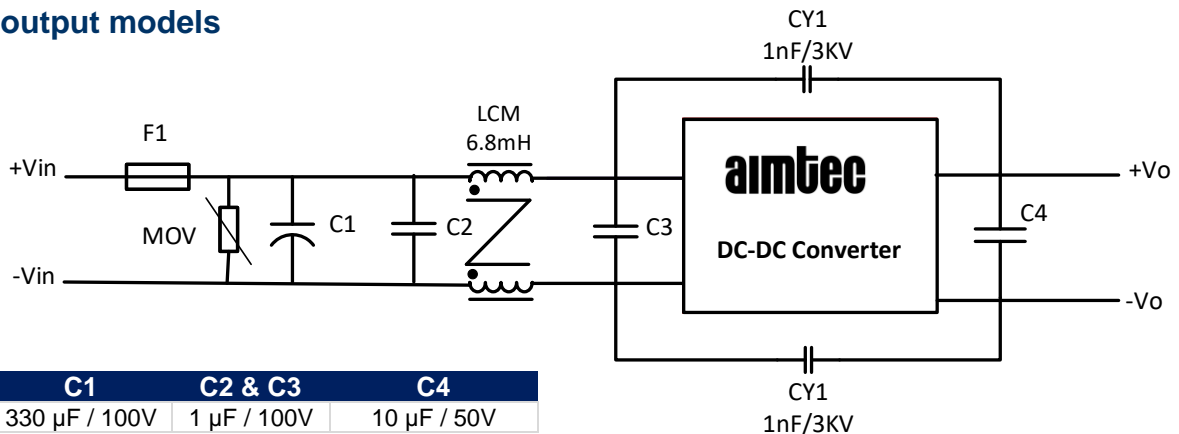 output models
CY1
1nF/3KV
LCM
6.8mH
F1
+Vin
MOV
C1
C2
C3
aimtec
DC-DC Converter
+Vo
C4
-Vin
-Vo
CY1
1nF/3KV
C1 C2 & C3 C4
330 µF / 100V 1 µF / 100V 10 µF / 50V